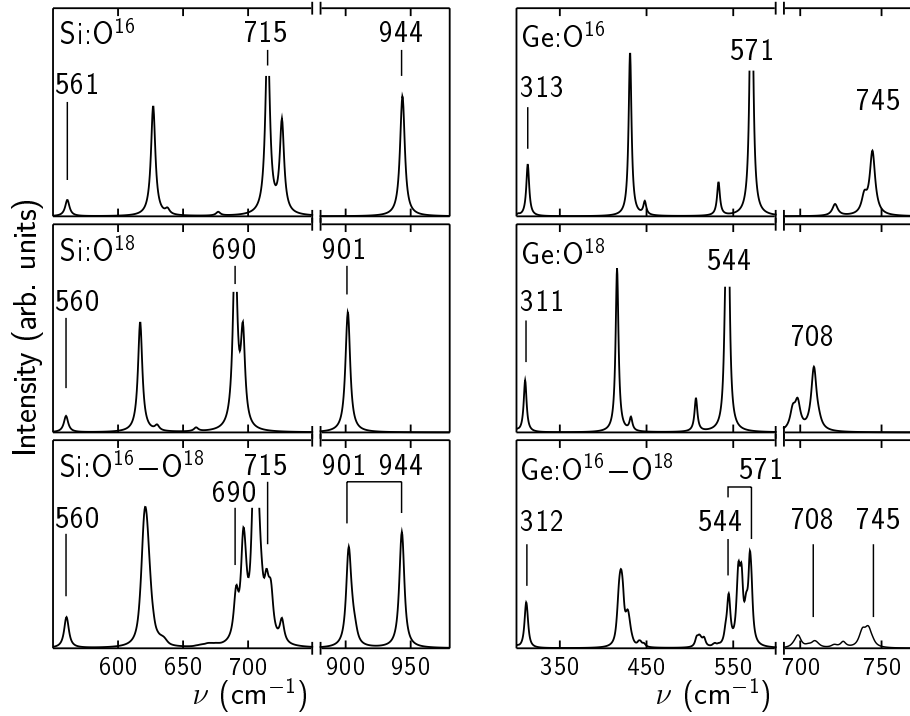 Si:O¹⁶
715
944
561
Ge:O¹⁶
571
313
745
Si:O¹⁸
690
901
560
Ge:O¹⁸
544
311
708
Si:O¹⁶−O¹⁸
715
901 944
690
560
Ge:O¹⁶−O¹⁸
571
312
544
708
745
Intensity (arb. units)
600 650 700 900 950
350 450 550 700 750
ν (cm⁻¹)
ν (cm⁻¹)